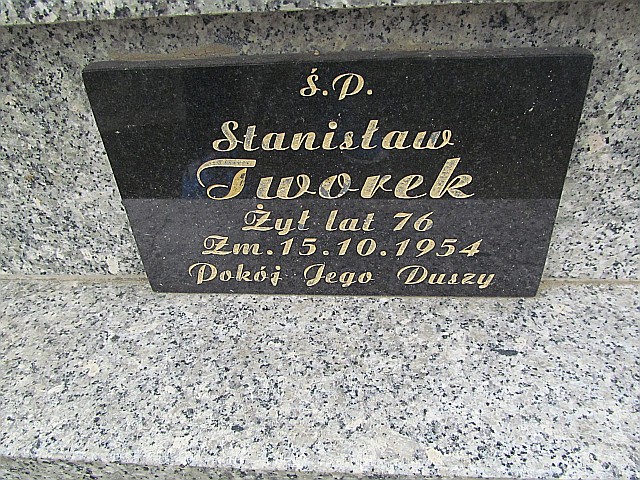 Ś.P.
Stanisław
Tworek
Żył lat 76
Zm. 15.10.1954
Pokój Jego Duszy